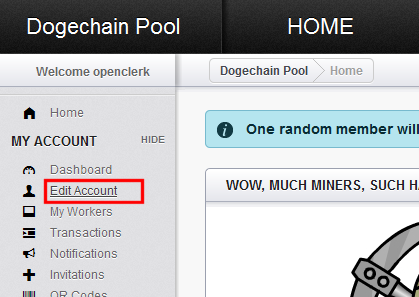 Dogechain Pool HOME
Welcome openclerk Dogechain Pool Home
Home
One random member will
MY ACCOUNT HIDE
Dashboard
Edit Account
WOW, MUCH MINERS, SUCH
My Workers
Transactions
Notifications
Invitations
QR Codes